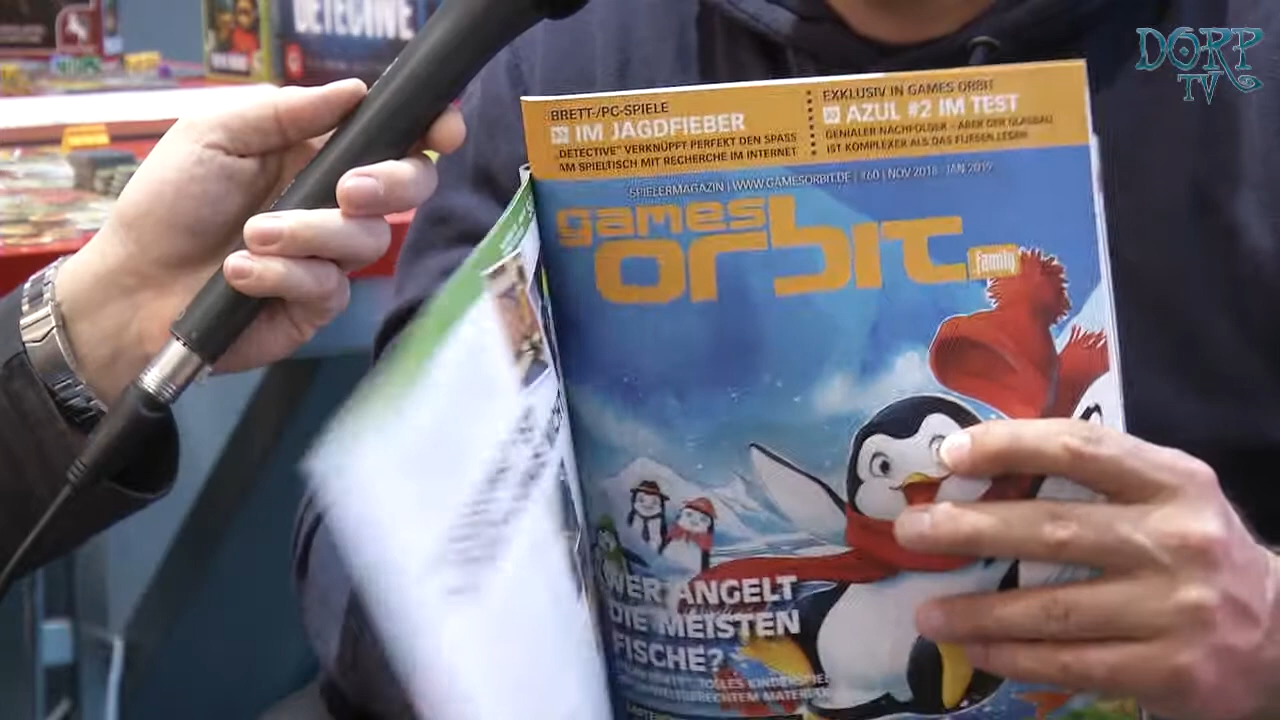 DETECTIVE
DORP
TV
BRETT-/PC-SPIELE
IM JAGDFIEBER
„DETECTIVE" VERKNÜPFT PERFEKT DEN SPASS
AM SPIELTISCH MIT RECHERCHE IM INTERNET
EXKLUSIV IN GAMES ORBIT
AZUL #2 IM TEST
GENIALER NACHFOLGER – ABER DER GLASBAU
IST KOMPLEXER ALS DAS FLIESEN LEGEN
SPIELERMAGAZIN | WWW.GAMESORBIT.DE | #60 | NOV 2018 - JAN 2019
games
orbit
family
WER ANGELT
DIE MEISTEN
FISCHE?
TOLLES KINDERSPIEL